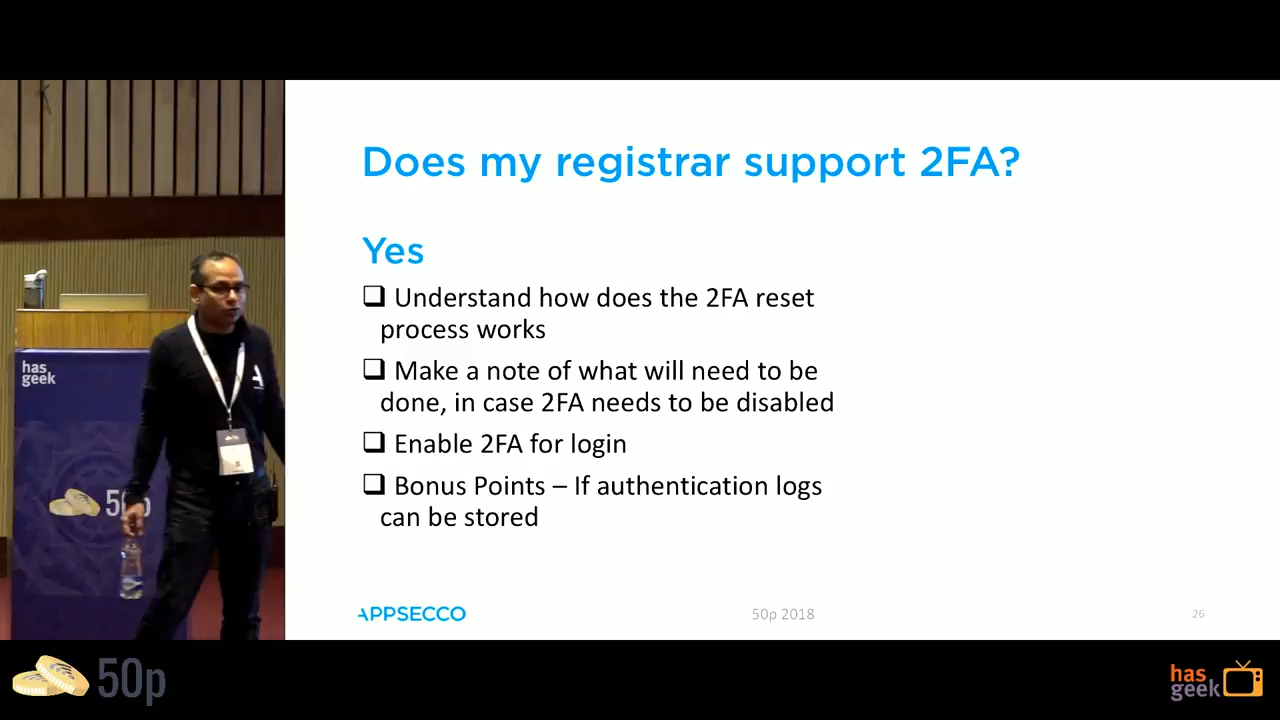 Does my registrar support 2FA?
Yes
❑ Understand how does the 2FA reset
process works
❑ Make a note of what will need to be
done, in case 2FA needs to be disabled
❑ Enable 2FA for login
❑ Bonus Points – If authentication logs
can be stored
APPSECCO
50p 2018
26
has
geek
50p
50p
has
geek